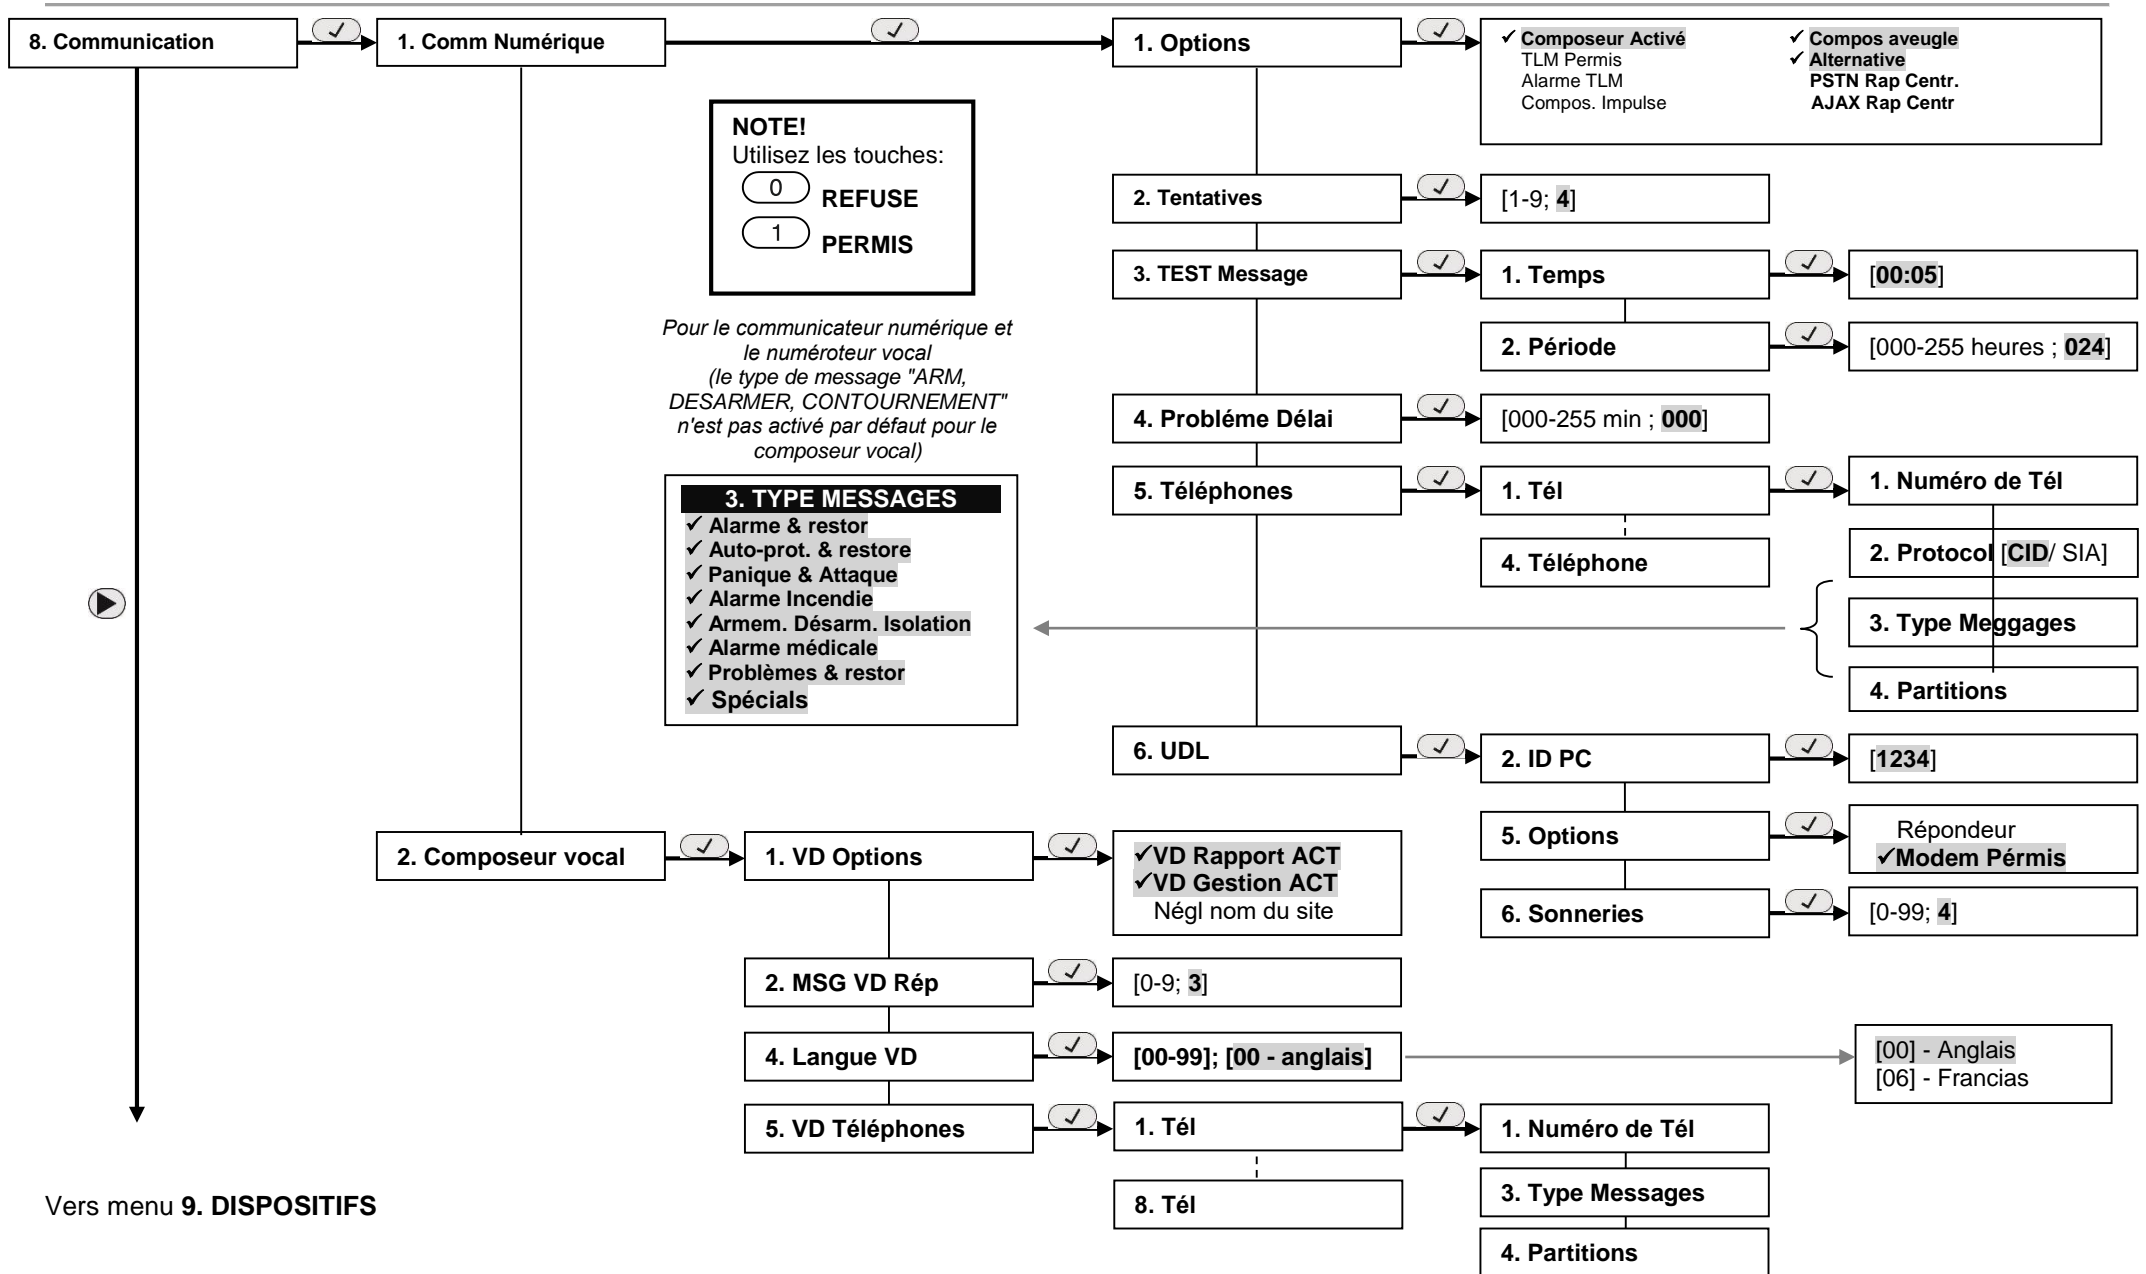 8. Communication
1. Comm Numérique
1. Options
✓ Composeur Activé
TLM Permis
Alarme TLM
Compos. Impulse
✓ Compos aveugle
✓ Alternative
PSTN Rap Centr.
AJAX Rap Centr
NOTE!
Utilisez les touches:
0 REFUSE
1 PERMIS
2. Tentatives
[1-9; 4]
3. TEST Message
1. Temps
[00:05]
2. Période
[000-255 heures ; 024]
Pour le communicateur numérique et
le numéroteur vocal
(le type de message "ARM,
DESARMER, CONTOURNEMENT"
n'est pas activé par défaut pour le
composeur vocal)
4. Probléme Délai
[000-255 min ; 000]
5. Téléphones
1. Tél
1. Numéro de Tél
4. Téléphone
2. Protocol [CID/ SIA]
3. Type Meggages
4. Partitions
3. TYPE MESSAGES
✓ Alarme & restor
✓ Auto-prot. & restore
✓ Panique & Attaque
✓ Alarme Incendie
✓ Armem. Désarm. Isolation
✓ Alarme médicale
✓ Problèmes & restor
✓ Spécials
6. UDL
2. ID PC
[1234]
5. Options
Répondeur
✓Modem Pérmis
6. Sonneries
[0-99; 4]
2. Composeur vocal
1. VD Options
✓VD Rapport ACT
✓VD Gestion ACT
Négl nom du site
2. MSG VD Rép
[0-9; 3]
4. Langue VD
[00-99]; [00 - anglais]
[00] - Anglais
[06] - Francias
5. VD Téléphones
1. Tél
1. Numéro de Tél
8. Tél
3. Type Messages
4. Partitions
Vers menu 9. DISPOSITIFS